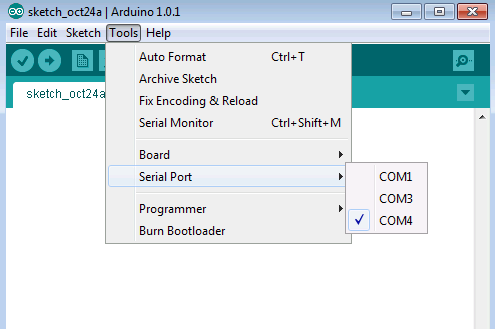 sketch_oct24a | Arduino 1.0.1
File Edit Sketch Tools Help
Auto Format Ctrl+T
Archive Sketch
sketch_oct24a
Fix Encoding & Reload
Serial Monitor Ctrl+Shift+M
Board
Serial Port
COM1
COM3
COM4
Programmer
Burn Bootloader